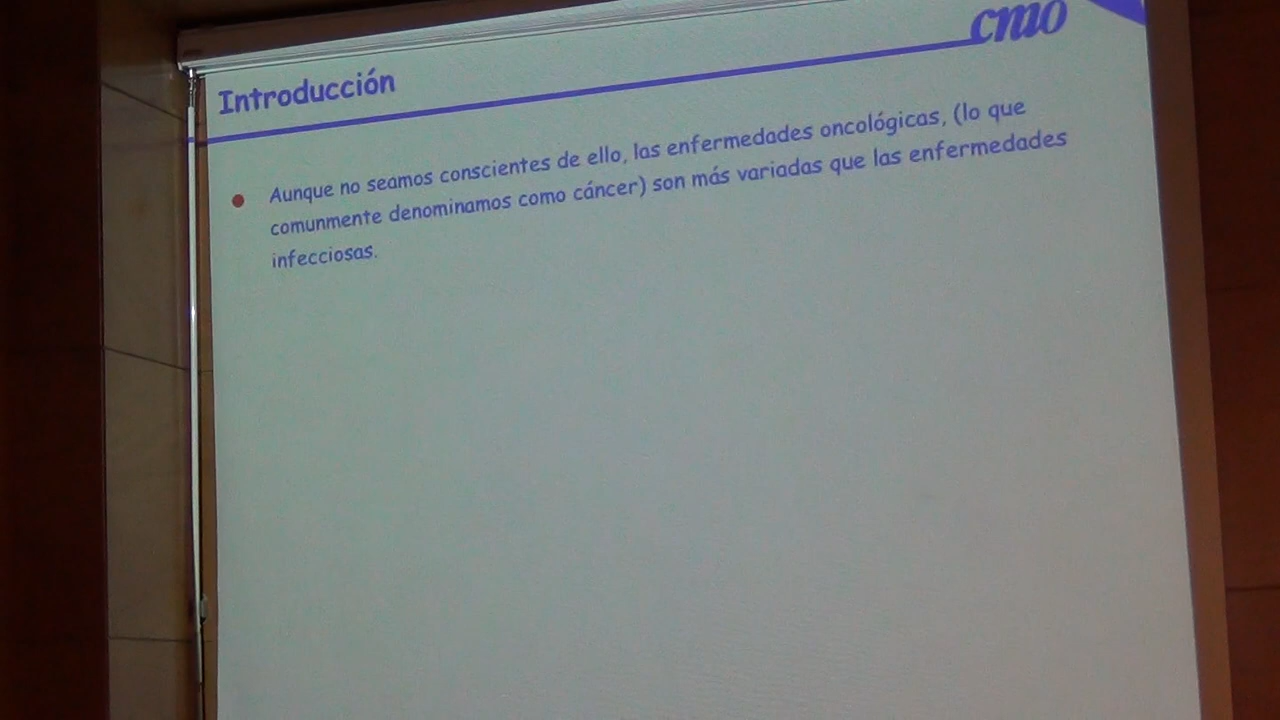 cnio
Introducción
Aunque no seamos conscientes de ello, las enfermedades oncológicas, (lo que
comunmente denominamos como cáncer) son más variadas que las enfermedades
infecciosas.